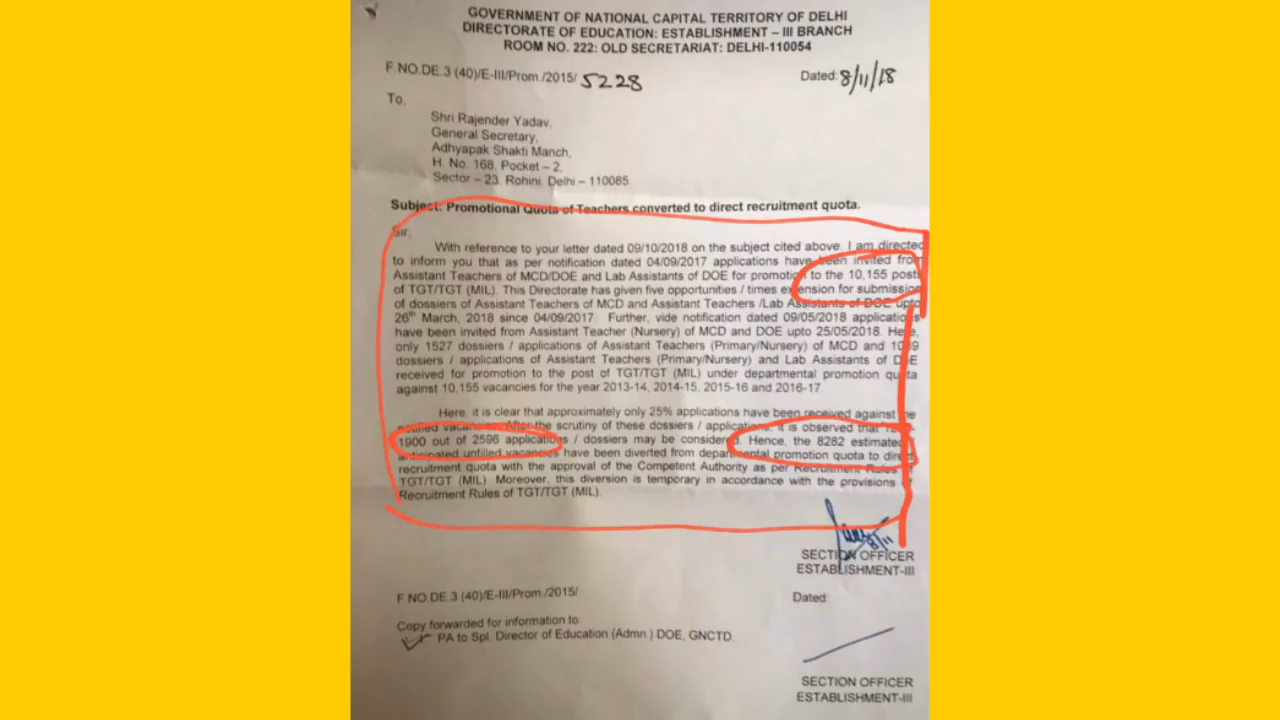 GOVERNMENT OF NATIONAL CAPITAL TERRITORY OF DELHI
DIRECTORATE OF EDUCATION: ESTABLISHMENT – III BRANCH
ROOM NO. 222: OLD SECRETARIAT: DELHI-110054
F.NO.DE.3 (40)/E-III/Prom./2015/ 5228 Dated: 8/11/18
To,
Shri Rajender Yadav,
General Secretary,
Adhyapak Shakti Manch,
H. No. 168, Pocket – 2,
Sector – 23, Rohini, Delhi – 110085
Subject: Promotional Quota of Teachers converted to direct recruitment quota.
Sir,
With reference to your letter dated 09/10/2018 on the subject cited above, I am directed
to inform you that as per notification dated 04/09/2017 applications have been invited from
Assistant Teachers of MCD/DOE and Lab Assistants of DOE for promotion to the 10,155 posts
of TGT/TGT (MIL). This Directorate has given five opportunities / times extension for submission
of dossiers of Assistant Teachers of MCD and Assistant Teachers /Lab Assistants of DOE upto
26th March, 2018 since 04/09/2017. Further, vide notification dated 09/05/2018 applications
have been invited from Assistant Teacher (Nursery) of MCD and DOE upto 25/05/2018. Here,
only 1527 dossiers / applications of Assistant Teachers (Primary/Nursery) of MCD and
dossiers / applications of Assistant Teachers (Primary/Nursery) and Lab Assistants of DOE
received for promotion to the post of TGT/TGT (MIL) under departmental promotion quota
against 10,155 vacancies for the year 2013-14, 2014-15, 2015-16 and 2016-17.
Here, it is clear that approximately only 25% applications have been received against the
notified vacancies. After the scrutiny of these dossiers / applications, it is observed that
1900 out of 2596 applications / dossiers may be considered. Hence, the 8282 estimated
anticipated unfilled vacancies have been diverted from departmental promotion quota to direct
recruitment quota with the approval of the Competent Authority as per Recruitment Rules
TGT/TGT (MIL). Moreover, this diversion is temporary in accordance with the provisions
Recruitment Rules of TGT/TGT (MIL).
8/11
SECTION OFFICER
ESTABLISHMENT-III
F.NO.DE.3 (40)/E-III/Prom./2015/ Dated:
Copy forwarded for information to:
PA to Spl. Director of Education (Admn.) DOE, GNCTD.
SECTION OFFICER
ESTABLISHMENT-III